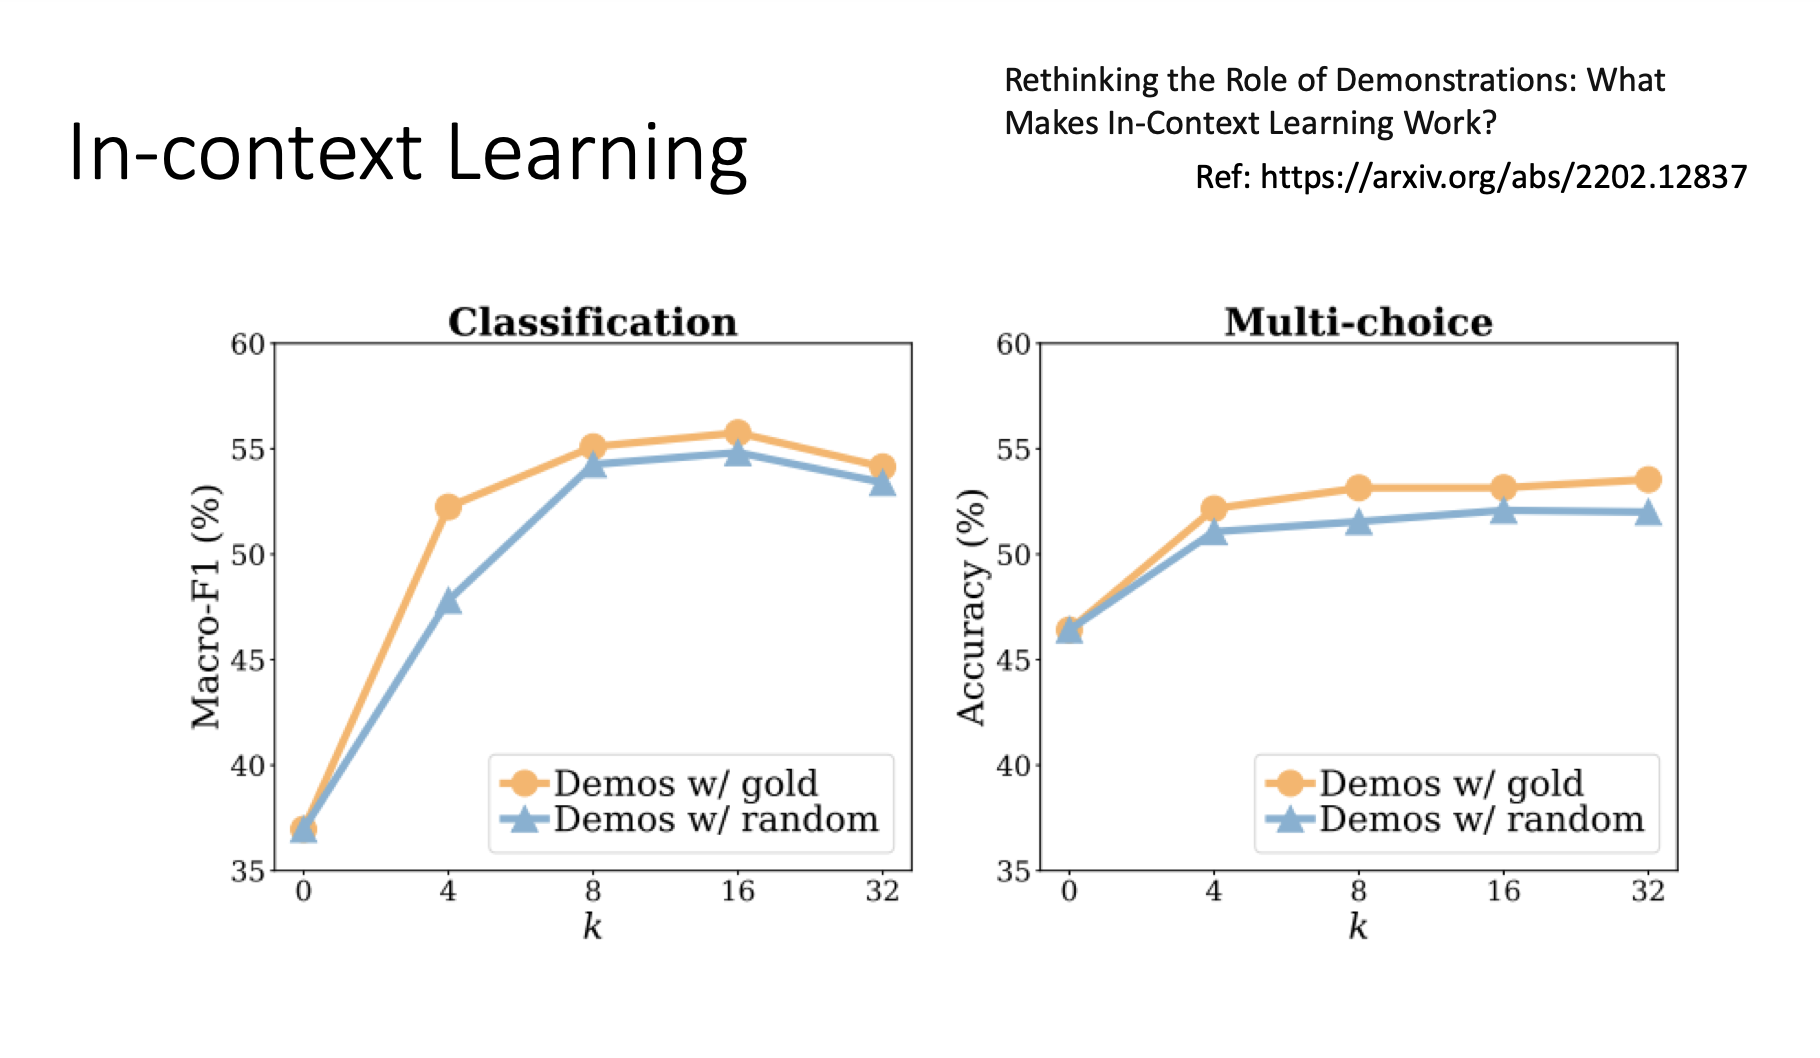 In-context Learning
Rethinking the Role of Demonstrations: What
Makes In-Context Learning Work?
Ref: https://arxiv.org/abs/2202.12837
Classification
60
55
50
45
40
35
Macro-F1 (%)
Demos w/ gold
Demos w/ random
0 4 8 16 32
k
Multi-choice
60
55
50
45
40
35
Accuracy (%)
Demos w/ gold
Demos w/ random
0 4 8 16 32
k